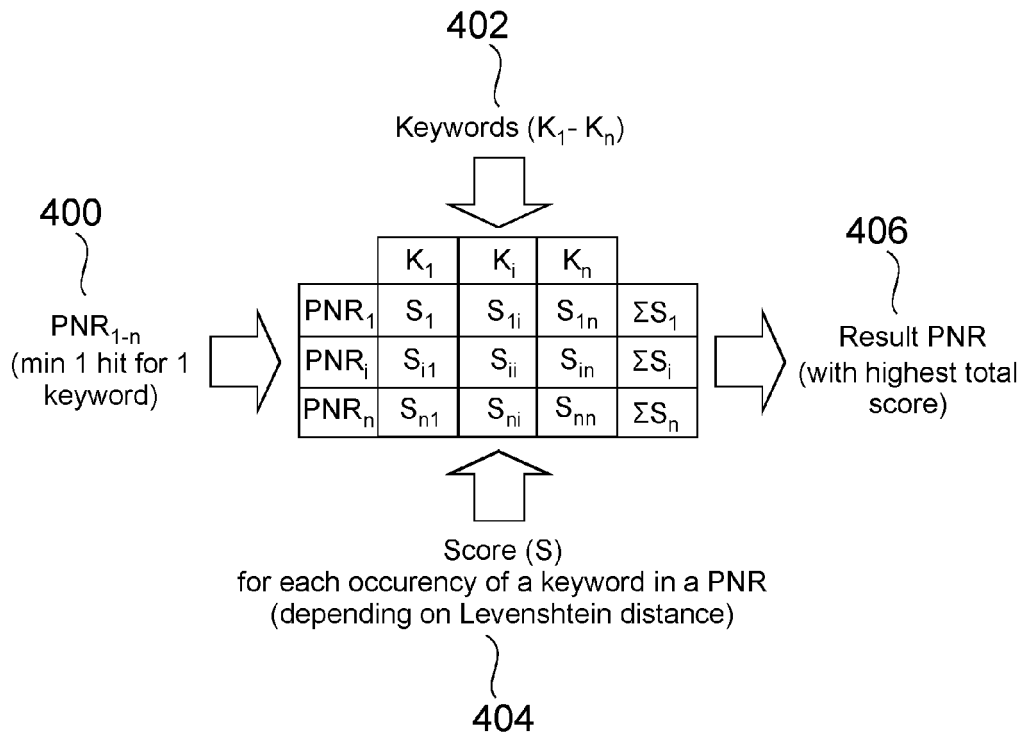 402
Keywords (K₁- Kₙ)
400
PNR₁₋ₙ
(min 1 hit for 1
keyword)
K₁ Kᵢ Kₙ
PNR₁ S₁ S₁ᵢ S₁ₙ ΣS₁
PNRᵢ Sᵢ₁ Sᵢᵢ Sᵢₙ ΣSᵢ
PNRₙ Sₙ₁ Sₙᵢ Sₙₙ ΣSₙ
406
Result PNR
(with highest total
score)
Score (S)
for each occurency of a keyword in a PNR
(depending on Levenshtein distance)
404